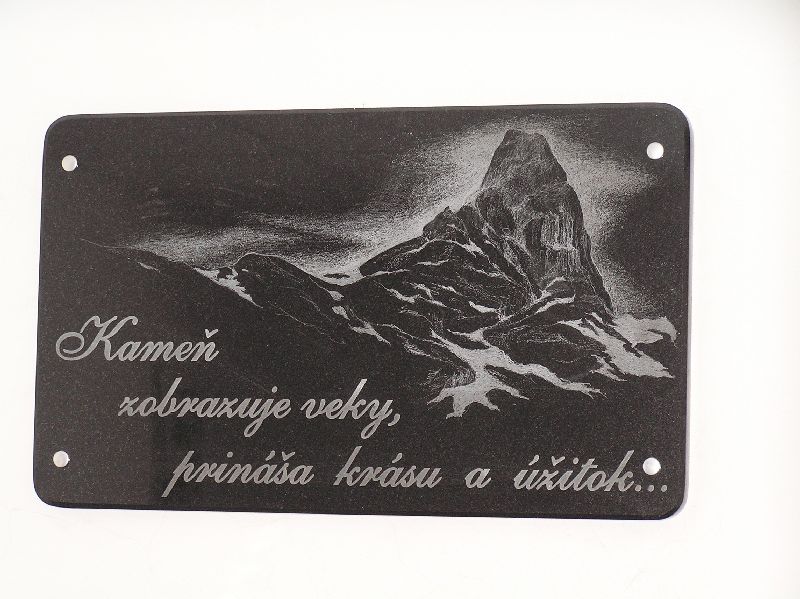 Kameň
zobrazuje veky,
prináša krásu a úžitok...